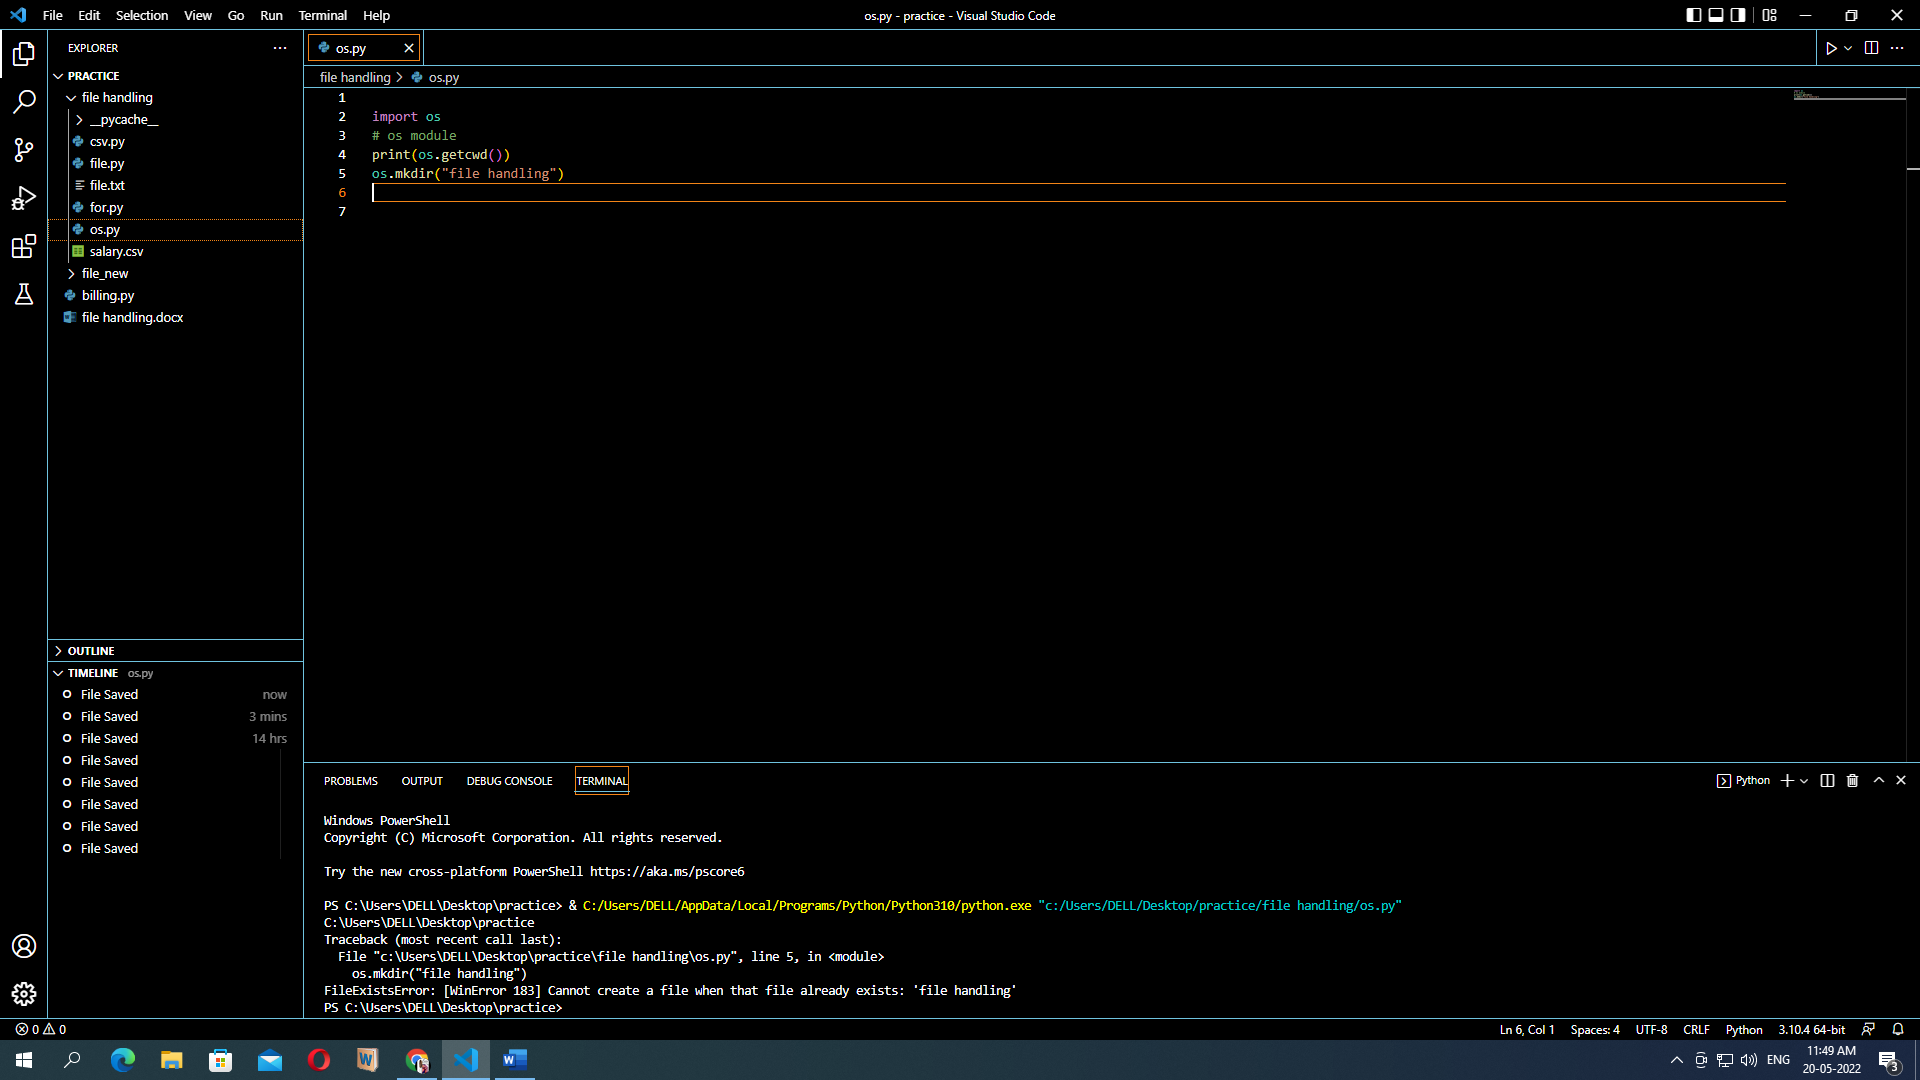 File Edit Selection View Go Run Terminal Help
os.py - practice - Visual Studio Code
EXPLORER
PRACTICE
file handling
__pycache__
csv.py
file.py
file.txt
for.py
os.py
salary.csv
file_new
billing.py
file handling.docx
OUTLINE
TIMELINE os.py
File Saved now
File Saved 3 mins
File Saved 14 hrs
File Saved
File Saved
File Saved
File Saved
File Saved
os.py
file handling > os.py
1
2 import os
3 # os module
4 print(os.getcwd())
5 os.mkdir("file handling")
6
7
PROBLEMS OUTPUT DEBUG CONSOLE TERMINAL
Python
Windows PowerShell
Copyright (C) Microsoft Corporation. All rights reserved.
Try the new cross-platform PowerShell https://aka.ms/pscore6
PS C:\Users\DELL\Desktop\practice> & C:/Users/DELL/AppData/Local/Programs/Python/Python310/python.exe "c:/Users/DELL/Desktop/practice/file handling/os.py"
C:\Users\DELL\Desktop\practice
Traceback (most recent call last):
File "c:\Users\DELL\Desktop\practice\file handling\os.py", line 5, in <module>
os.mkdir("file handling")
FileExistsError: [WinError 183] Cannot create a file when that file already exists: 'file handling'
PS C:\Users\DELL\Desktop\practice>
0 0
Ln 6, Col 1 Spaces: 4 UTF-8 CRLF Python 3.10.4 64-bit
ENG
11:49 AM
20-05-2022
3